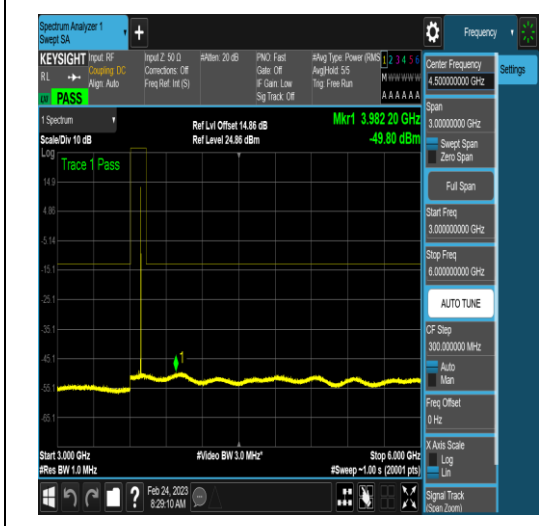 Spectrum Analyzer 1
Swept SA
+
Frequency
KEYSIGHT
Input: RF
Coupling: DC
Align: Auto
Input Z: 50 Ω
Corrections: Off
Freq Ref: Int (S)
#Atten: 20 dB
PNO: Fast
Gate: Off
IF Gain: Low
Sig Track: Off
#Avg Type: Power (RMS
Avg|Hold: 5/5
Trig: Free Run
1 2 3 4 5 6
M W W W W W
A A A A A A
RL
PASS
Center Frequency
4.500000000 GHz
Settings
Span
3.00000000 GHz
Swept Span
Zero Span
Full Span
Start Freq
3.000000000 GHz
Stop Freq
6.000000000 GHz
AUTO TUNE
CF Step
300.000000 MHz
Auto
Man
Freq Offset
0 Hz
X Axis Scale
Log
Lin
Signal Track
(Span Zoom)
1 Spectrum
Scale/Div 10 dB
Ref Lvl Offset 14.86 dB
Ref Level 24.86 dBm
Mkr1 3.982 20 GHz
-49.80 dBm
Log
Trace 1 Pass
14.9
4.86
-5.14
-15.1
-25.1
-35.1
-45.1
-55.1
-65.1
1
Start 3.000 GHz
#Res BW 1.0 MHz
#Video BW 3.0 MHz*
Stop 6.000 GHz
#Sweep ~1.00 s (20001 pts)
?
Feb 24, 2023
8:29:10 AM